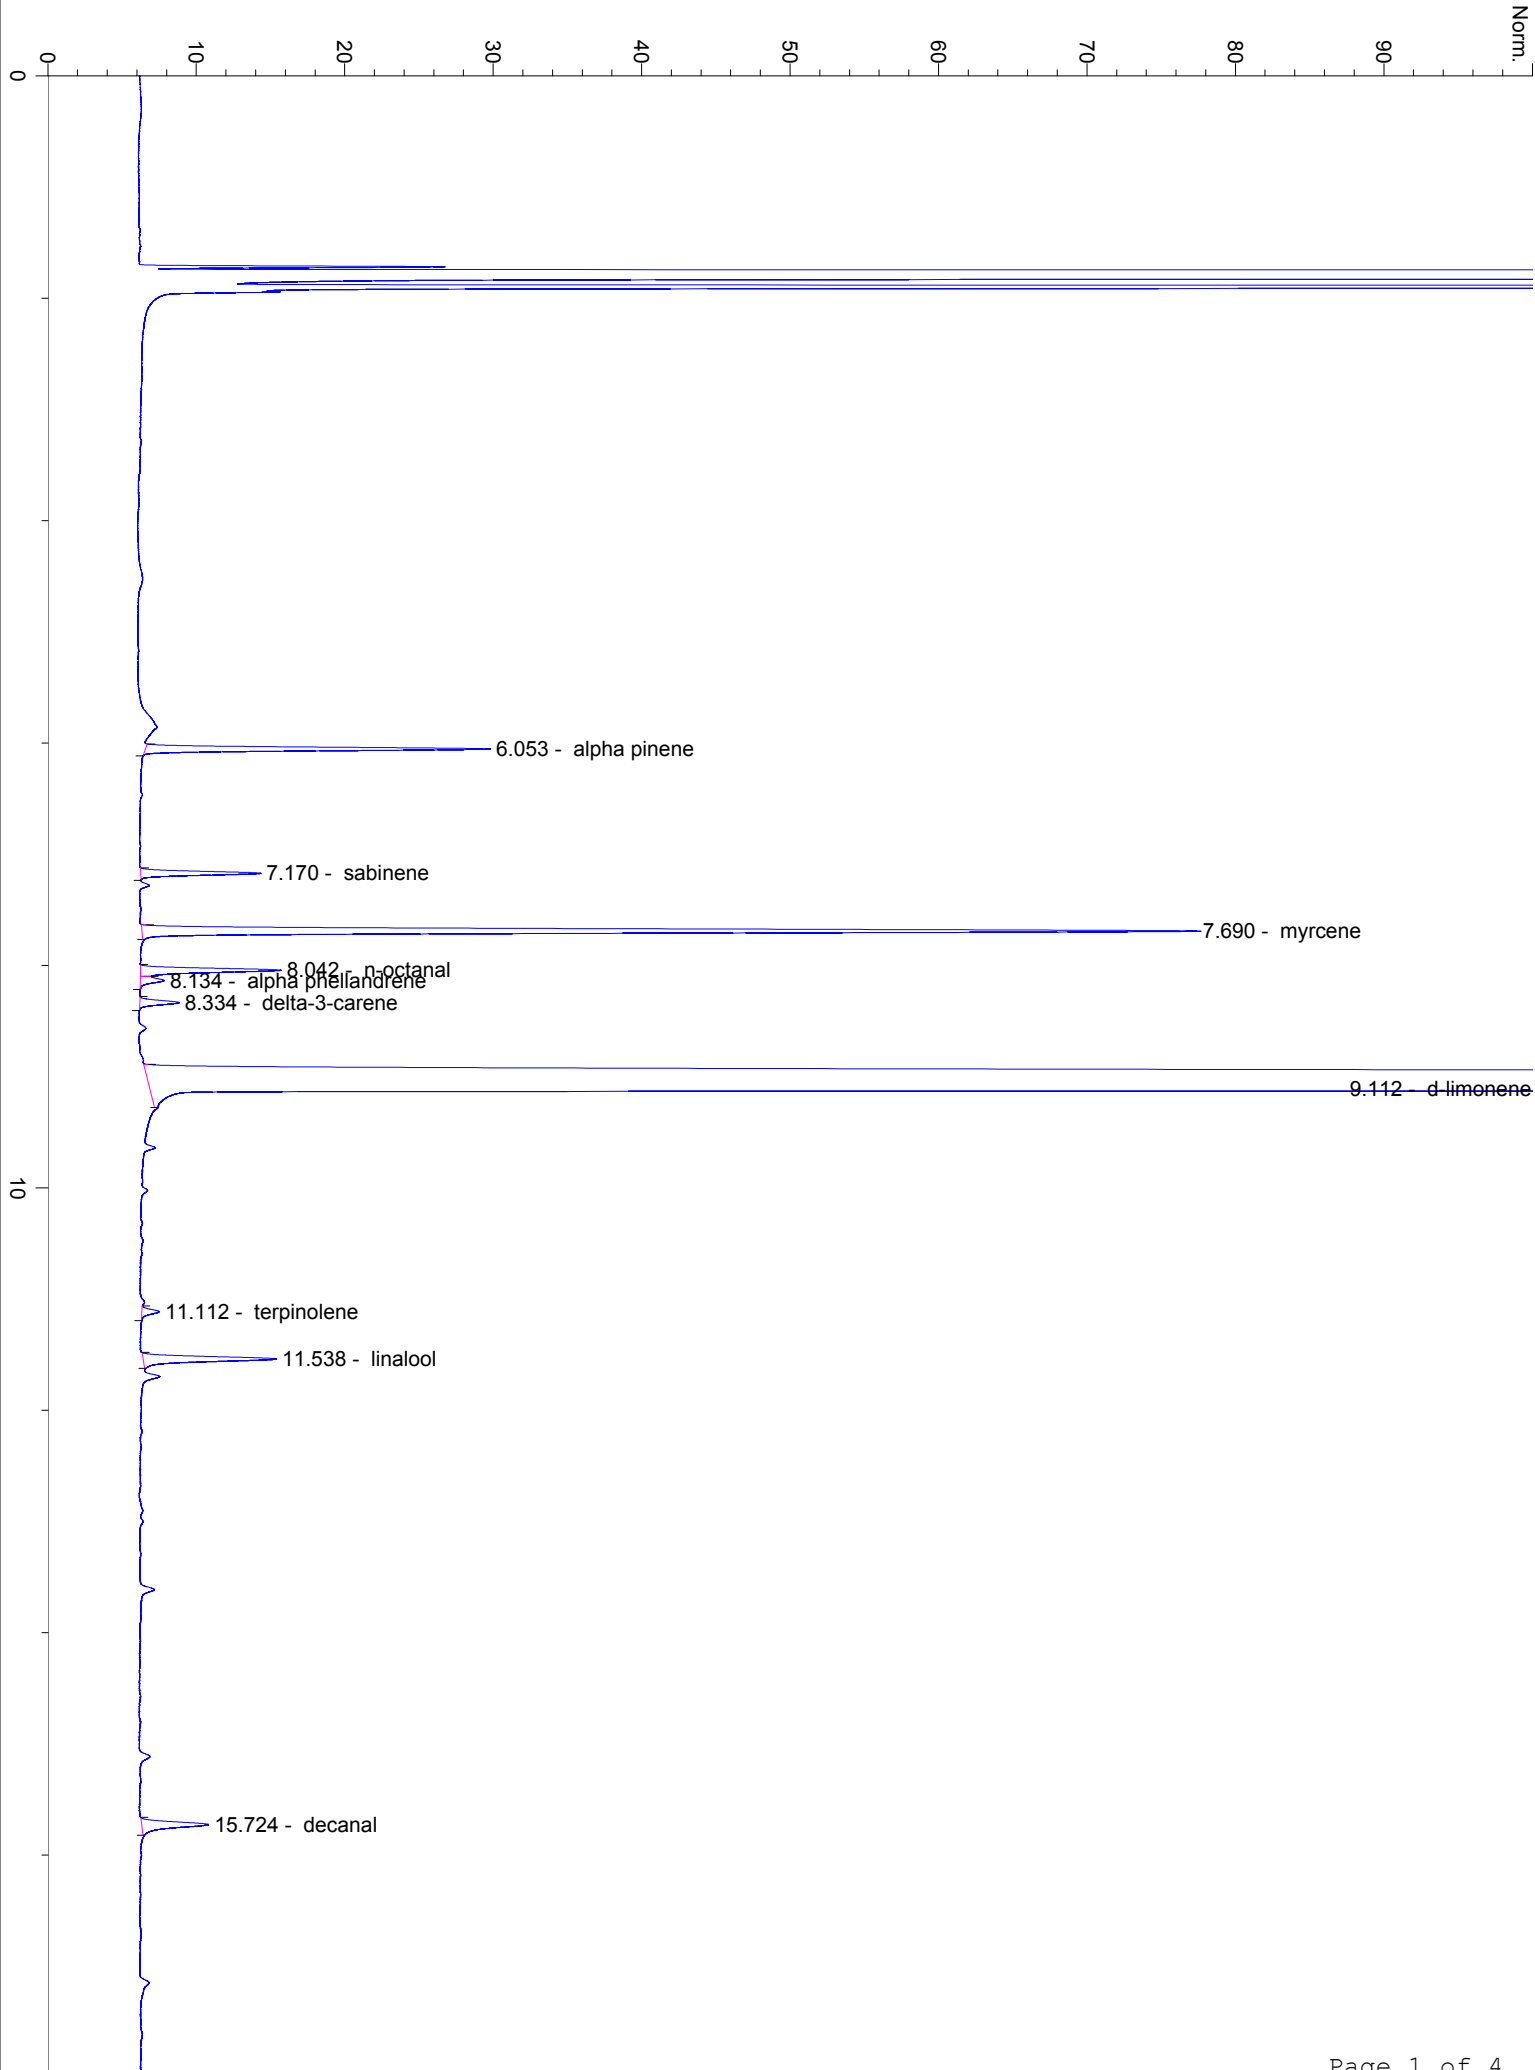 Norm.
0
10
20
30
40
50
60
70
80
90
0
6.053 - alpha pinene
7.170 - sabinene
7.690 - myrcene
8.042 - n-octanal
8.134 - alpha phellandrene
8.334 - delta-3-carene
9.112 - d-limonene
10
11.112 - terpinolene
11.538 - linalool
15.724 - decanal
Page 1 of 4